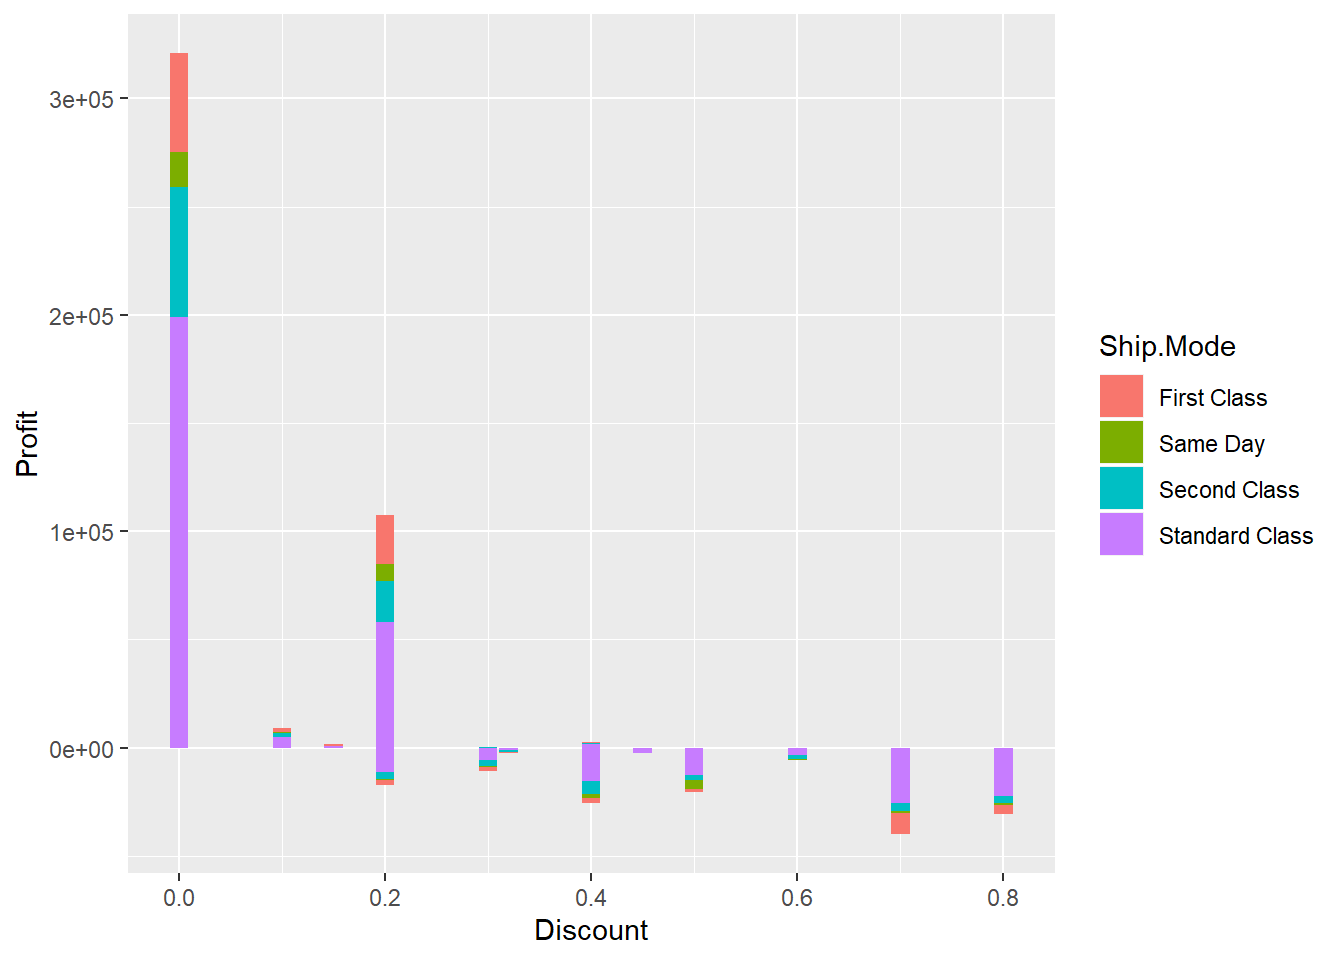 3e+05
2e+05
1e+05
0e+00
Profit
0.0
0.2
0.4
0.6
0.8
Discount
Ship.Mode
First Class
Same Day
Second Class
Standard Class